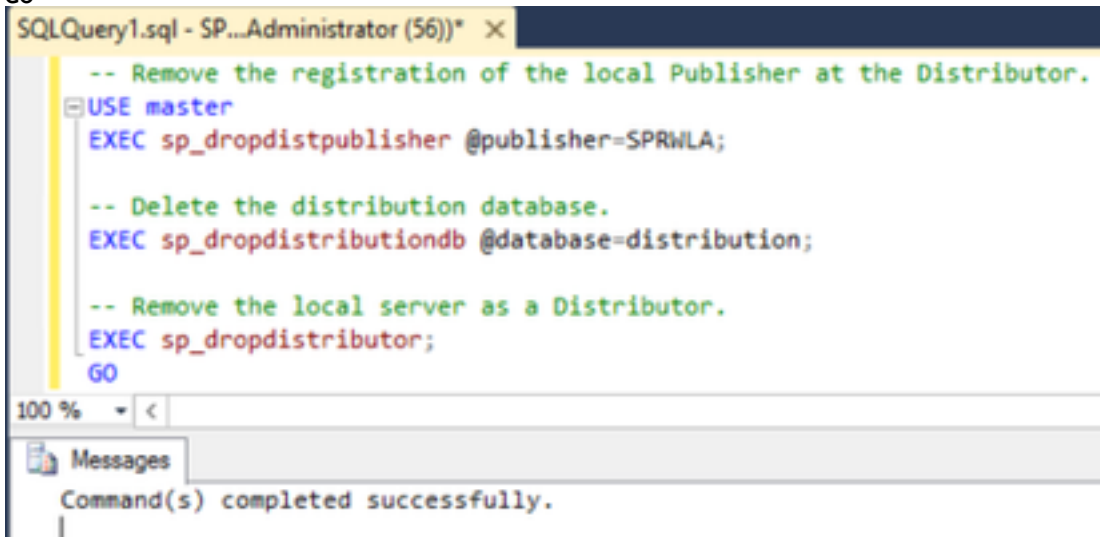 GO
SQLQuery1.sql - SP...Administrator (56))* ×
-- Remove the registration of the local Publisher at the Distributor.
USE master
EXEC sp_dropdistpublisher @publisher=SPRWLA;
-- Delete the distribution database.
EXEC sp_dropdistributiondb @database=distribution;
-- Remove the local server as a Distributor.
EXEC sp_dropdistributor;
GO
100 %
Messages
Command(s) completed successfully.